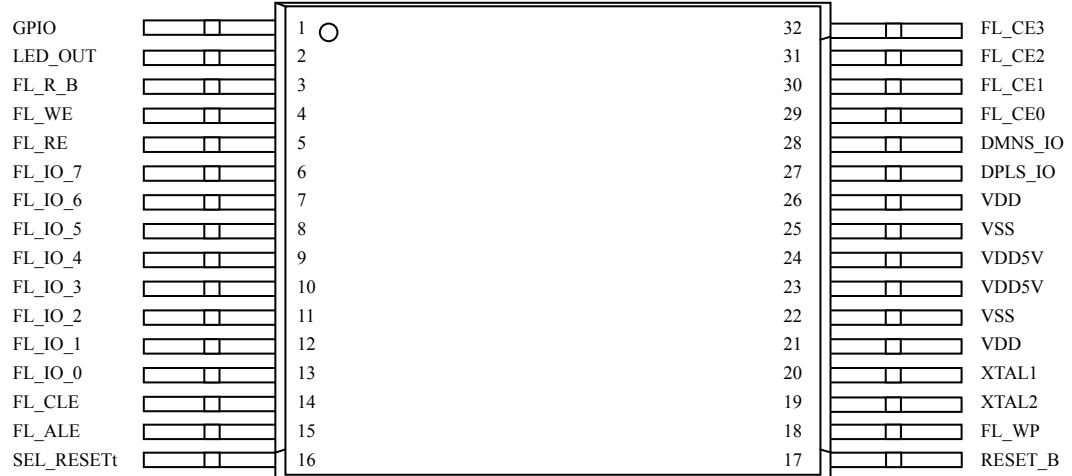 GPIO 1 32 FL_CE3
LED_OUT 2 31 FL_CE2
FL_R_B 3 30 FL_CE1
FL_WE 4 29 FL_CE0
FL_RE 5 28 DMNS_IO
FL_IO_7 6 27 DPLS_IO
FL_IO_6 7 26 VDD
FL_IO_5 8 25 VSS
FL_IO_4 9 24 VDD5V
FL_IO_3 10 23 VDD5V
FL_IO_2 11 22 VSS
FL_IO_1 12 21 VDD
FL_IO_0 13 20 XTAL1
FL_CLE 14 19 XTAL2
FL_ALE 15 18 FL_WP
SEL_RESETt 16 17 RESET_B